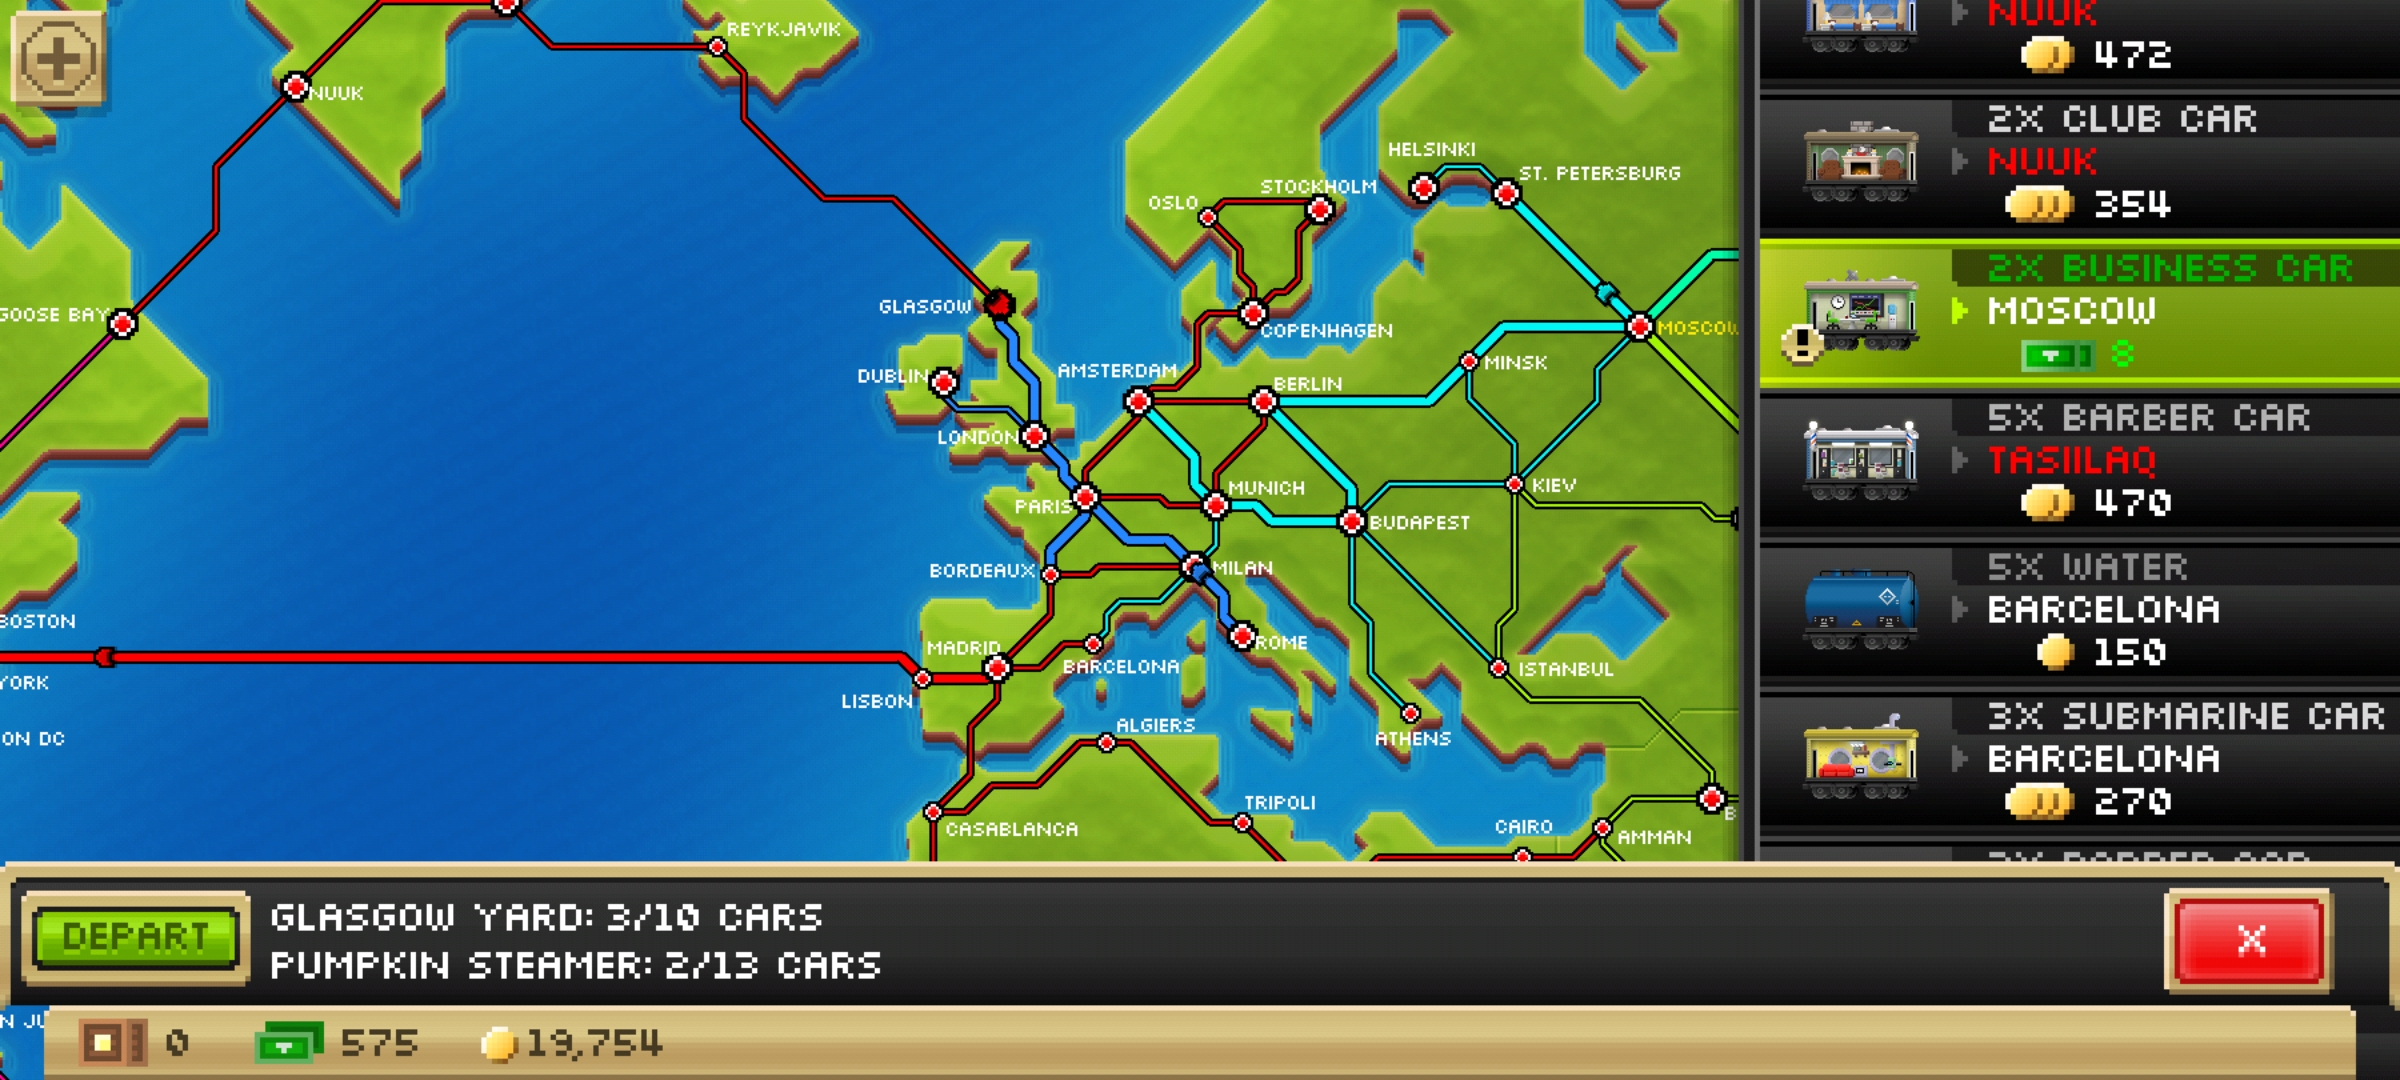 REYKJAVIK
NUUK
GOOSE BAY
HELSINKI
ST. PETERSBURG
STOCKHOLM
OSLO
GLASGOW
COPENHAGEN
MOSCOW
DUBLIN
AMSTERDAM
BERLIN
MINSK
LONDON
MUNICH
KIEV
PARIS
BUDAPEST
BORDEAUX
MILAN
BOSTON
MADRID
ROME
BARCELONA
ISTANBUL
YORK
LISBON
ALGIERS
ATHENS
ON DC
TRIPOLI
CASABLANCA
CAIRO
AMMAN
B
NUUK
472
2X CLUB CAR
NUUK
354
2X BUSINESS CAR
MOSCOW
8
5X BARBER CAR
TASIILAQ
470
5X WATER
BARCELONA
150
3X SUBMARINE CAR
BARCELONA
270
DEPART
GLASGOW YARD: 3/10 CARS
PUMPKIN STEAMER: 2/13 CARS
X
N JU
0
575
19,754